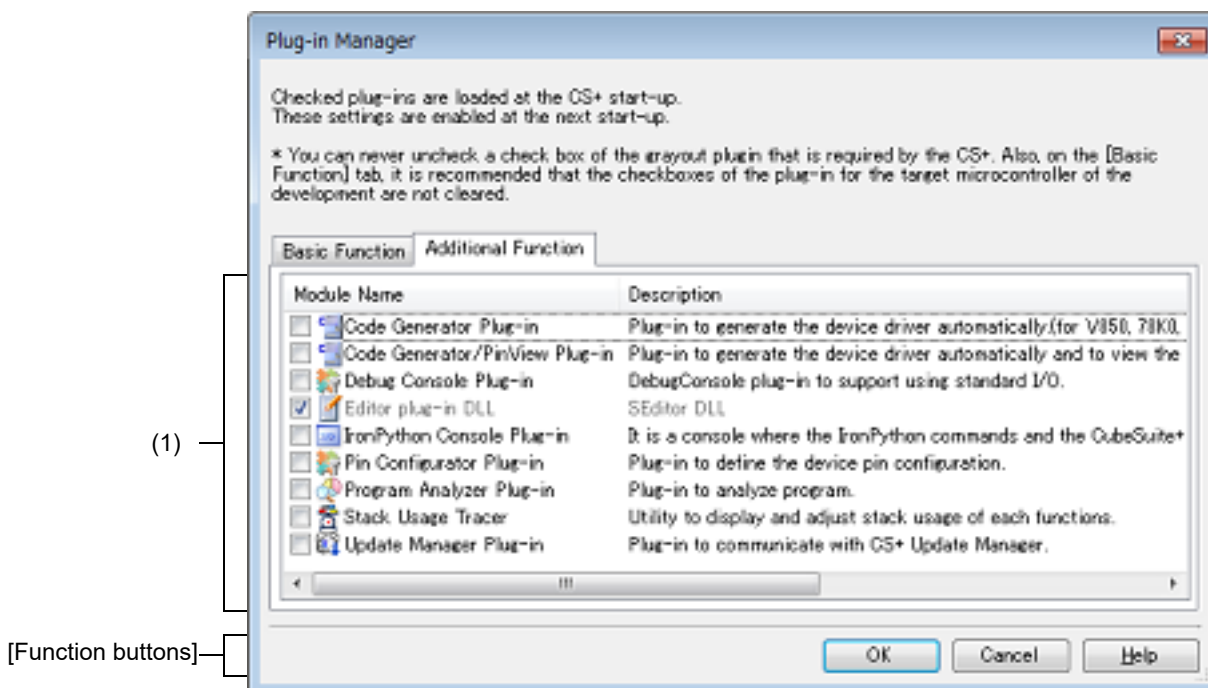 Plug-in Manager
Checked plug-ins are loaded at the CS+ start-up.
These settings are enabled at the next start-up.
* You can never uncheck a check box of the grayout plugin that is required by the CS+. Also, on the [Basic
Function] tab, it is recommended that the checkboxes of the plug-in for the target microcontroller of the
development are not cleared.
Basic Function Additional Function
Module Name Description
Code Generator Plug-in Plug-in to generate the device driver automatically.(for V850, 78K0,
Code Generator/PinView Plug-in Plug-in to generate the device driver automatically and to view the
Debug Console Plug-in DebugConsole plug-in to support using standard I/O.
Editor plug-in DLL SEditor DLL
(1) IronPython Console Plug-in It is a console where the IronPython commands and the CubeSuite+
Pin Configurator Plug-in Plug-in to define the device pin configuration.
Program Analyzer Plug-in Plug-in to analyze program.
Stack Usage Tracer Utility to display and adjust stack usage of each functions.
Update Manager Plug-in Plug-in to communicate with CS+ Update Manager.
[Function buttons] OK Cancel Help